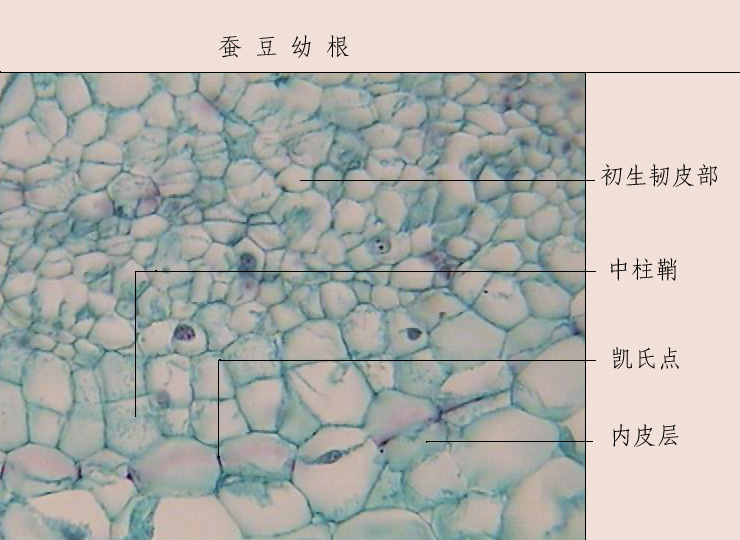 蚕豆幼根
初生韧皮部
中柱鞘
凯氏点
内皮层